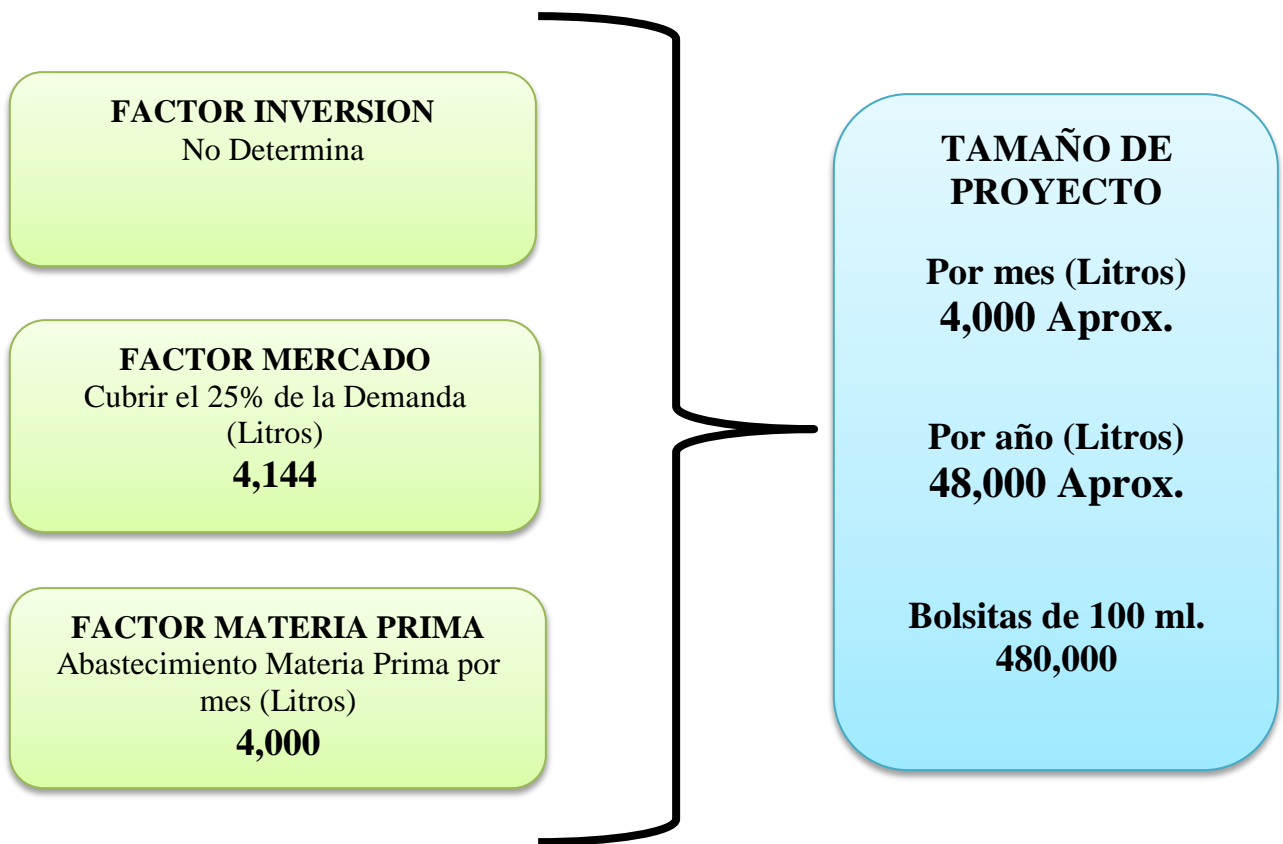 FACTOR INVERSION
No Determina
FACTOR MERCADO
Cubrir el 25% de la Demanda
(Litros)
4,144
FACTOR MATERIA PRIMA
Abastecimiento Materia Prima por
mes (Litros)
4,000
TAMAÑO DE
PROYECTO
Por mes (Litros)
4,000 Aprox.
Por año (Litros)
48,000 Aprox.
Bolsitas de 100 ml.
480,000